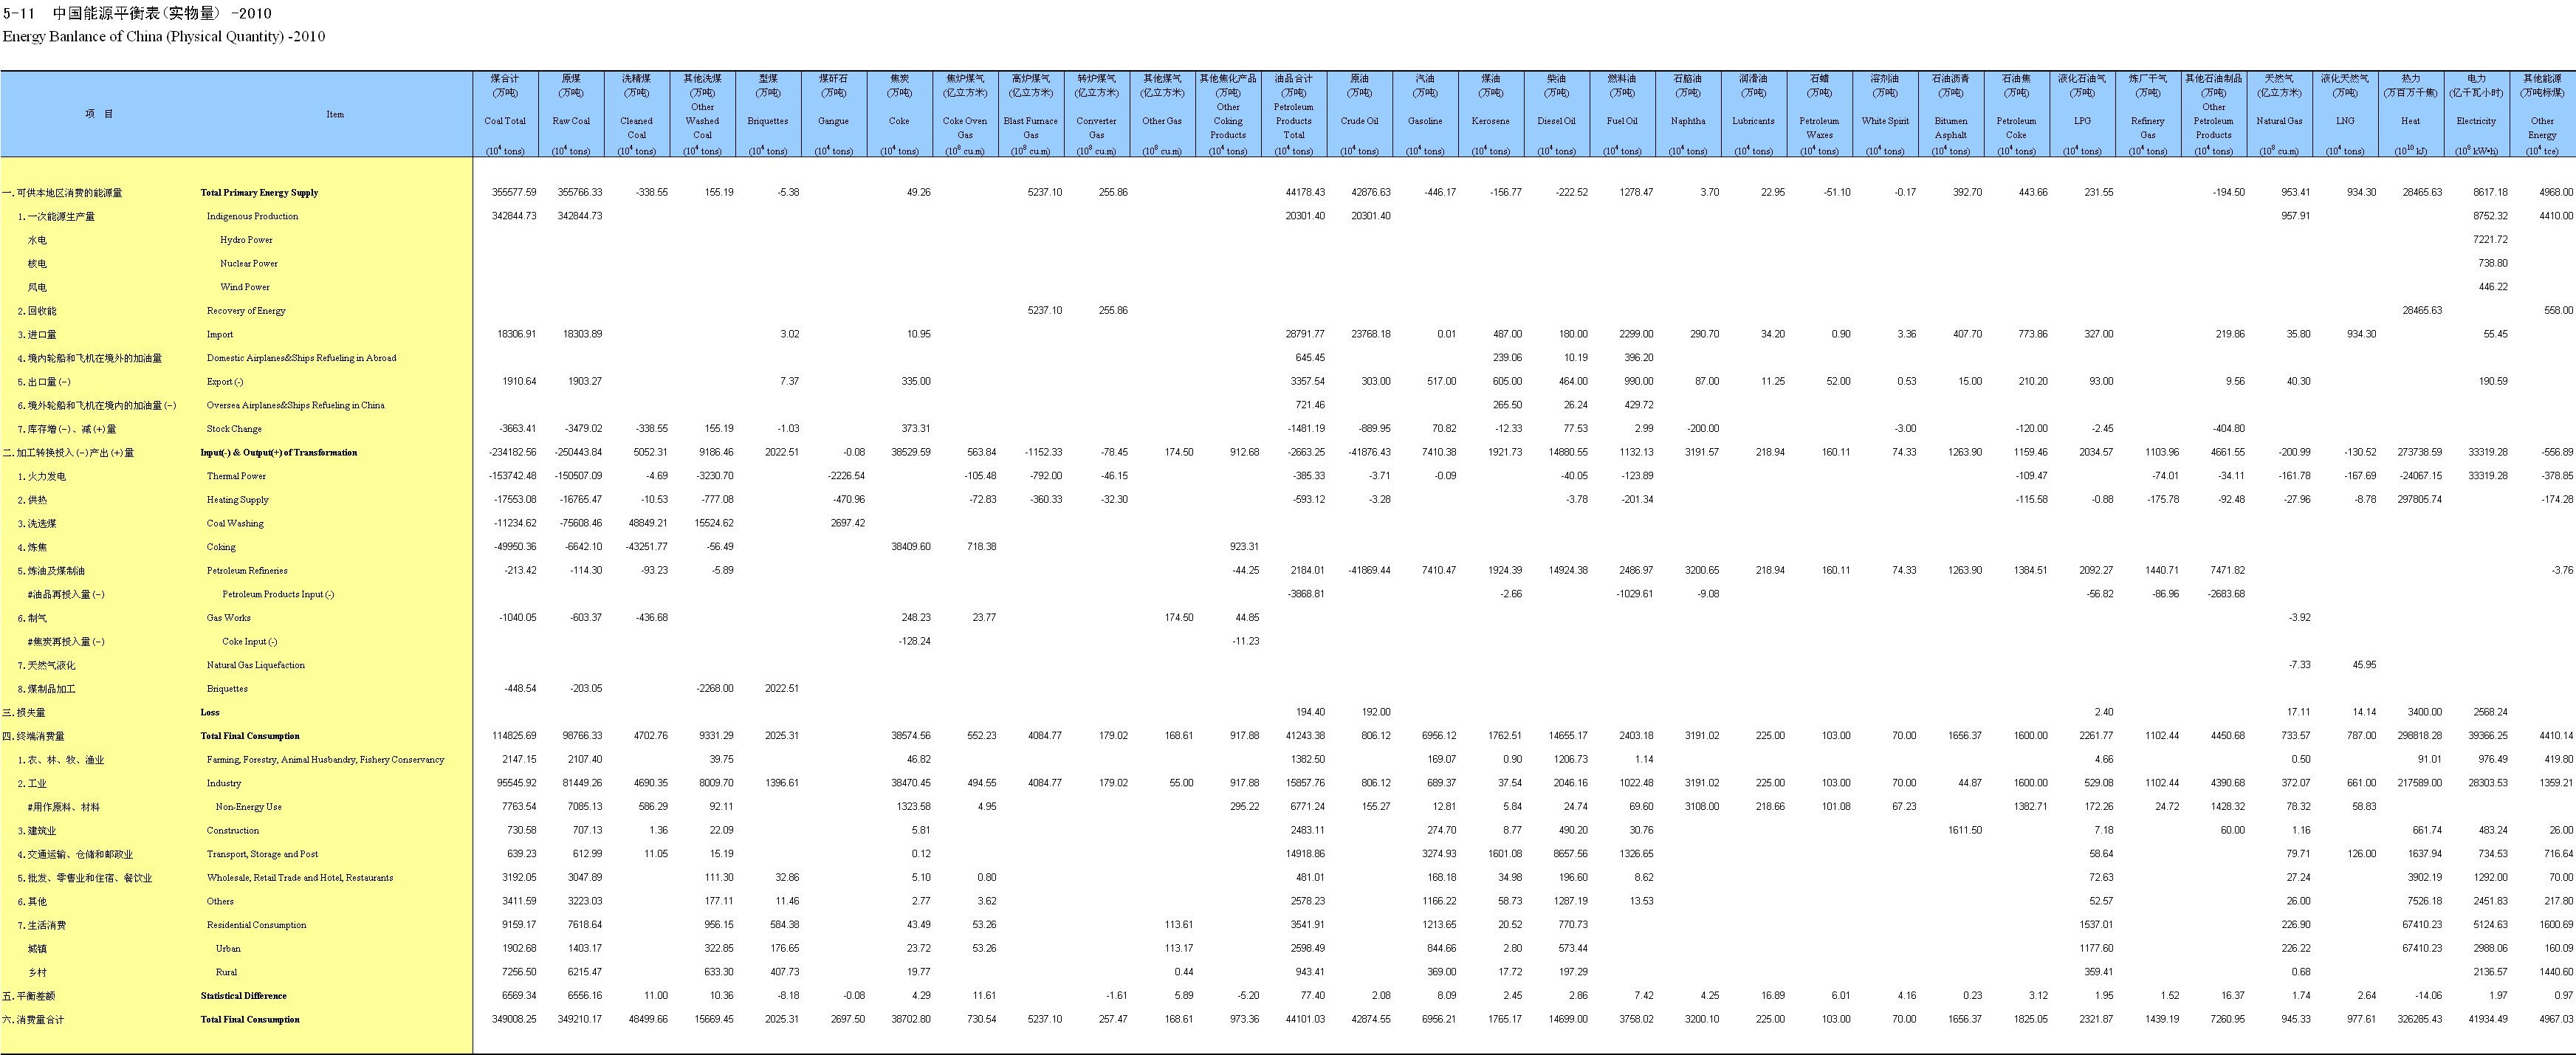 5-11 中国能源平衡表(实物量) -2010
Energy Banlance of China (Physical Quantity) -2010
项 目 Item
煤合计 (万吨) Coal Total (10⁴ tons)
原煤 (万吨) Raw Coal (10⁴ tons)
洗精煤 (万吨) Cleaned Coal (10⁴ tons)
其他洗煤 (万吨) Other Washed Coal (10⁴ tons)
型煤 (万吨) Briquettes (10⁴ tons)
煤矸石 (万吨) Gangue (10⁴ tons)
焦炭 (万吨) Coke (10⁴ tons)
焦炉煤气 (亿立方米) Coke Oven Gas (10⁸ cu.m)
高炉煤气 (亿立方米) Blast Furnace Gas (10⁸ cu.m)
转炉煤气 (亿立方米) Converter Gas (10⁸ cu.m)
其他煤气 (亿立方米) Other Gas (10⁸ cu.m)
其他焦化产品 (万吨) Other Coking Products (10⁴ tons)
油品合计 (万吨) Petroleum Products Total (10⁴ tons)
原油 (万吨) Crude Oil (10⁴ tons)
汽油 (万吨) Gasoline (10⁴ tons)
煤油 (万吨) Kerosene (10⁴ tons)
柴油 (万吨) Diesel Oil (10⁴ tons)
燃料油 (万吨) Fuel Oil (10⁴ tons)
石脑油 (万吨) Naphtha (10⁴ tons)
润滑油 (万吨) Lubricants (10⁴ tons)
石蜡 (万吨) Petroleum Waxes (10⁴ tons)
溶剂油 (万吨) White Spirit (10⁴ tons)
石油沥青 (万吨) Bitumen Asphalt (10⁴ tons)
石油焦 (万吨) Petroleum Coke (10⁴ tons)
液化石油气 (万吨) LPG (10⁴ tons)
炼厂干气 (万吨) Refinery Gas (10⁴ tons)
其他石油制品 (万吨) Other Petroleum Products (10⁴ tons)
天然气 (亿立方米) Natural Gas (10⁸ cu.m)
液化天然气 (万吨) LNG (10⁴ tons)
热力 (万百万千焦) Heat (10¹⁰ kJ)
电力 (亿千瓦小时) Electricity (10⁸ kW•h)
其他能源 (万吨标煤) Other Energy (10⁴ tce)
一.可供本地区消费的能源量 Total Primary Energy Supply 355577.59 355766.33 -338.55 155.19 -5.38 49.26 5237.10 255.86 44178.43 42876.63 -446.17 -156.77 -222.52 1278.47 3.70 22.95 -51.10 -0.17 392.70 443.66 231.55 -194.50 953.41 934.30 28465.63 8617.18 4968.00
1.一次能源生产量 Indigenous Production 342844.73 342844.73 20301.40 20301.40 957.91 8752.32 4410.00
水电 Hydro Power 7221.72
核电 Nuclear Power 738.80
风电 Wind Power 446.22
2.回收能 Recovery of Energy 5237.10 255.86 28465.63 558.00
3.进口量 Import 18306.91 18303.89 3.02 10.95 28791.77 23768.18 0.01 487.00 180.00 2299.00 290.70 34.20 0.90 3.36 407.70 773.86 327.00 219.86 35.80 934.30 55.45
4.境内轮船和飞机在境外的加油量 Domestic Airplanes&Ships Refueling in Abroad 645.45 239.06 10.19 396.20
5.出口量(-) Export (-) 1910.64 1903.27 7.37 335.00 3357.54 303.00 517.00 605.00 464.00 990.00 87.00 11.25 52.00 0.53 15.00 210.20 93.00 9.56 40.30 190.59
6.境外轮船和飞机在境内的加油量(-) Oversea Airplanes&Ships Refueling in China 721.46 265.50 26.24 429.72
7.库存增(-)、减(+)量 Stock Change -3663.41 -3479.02 -338.55 155.19 -1.03 373.31 -1481.19 -889.95 70.82 -12.33 77.53 2.99 -200.00 -3.00 -120.00 -2.45 -404.80
二.加工转换投入(-)产出(+)量 Input(-) & Output(+) of Transformation -234182.56 -250443.84 5052.31 9186.46 2022.51 -0.08 38529.59 563.84 -1152.33 -78.45 174.50 912.68 -2663.25 -41876.43 7410.38 1921.73 14880.55 1132.13 3191.57 218.94 160.11 74.33 1263.90 1159.46 2034.57 1103.96 4661.55 -200.99 -130.52 273738.59 33319.28 -556.89
1.火力发电 Thermal Power -153742.48 -150507.09 -4.69 -3230.70 -2226.54 -105.48 -792.00 -46.15 -385.33 -3.71 -0.09 -40.05 -123.89 -109.47 -74.01 -34.11 -161.78 -167.69 -24067.15 33319.28 -378.85
2.供热 Heating Supply -17553.08 -16765.47 -10.53 -777.08 -470.96 -72.83 -360.33 -32.30 -593.12 -3.28 -3.78 -201.34 -115.58 -0.88 -175.78 -92.48 -27.96 -8.78 297805.74 -174.28
3.洗选煤 Coal Washing -11234.62 -75608.46 48849.21 15524.62 2697.42
4.炼焦 Coking -49950.36 -6642.10 -43251.77 -56.49 38409.60 718.38 923.31
5.炼油及煤制油 Petroleum Refineries -213.42 -114.30 -93.23 -5.89 -44.25 2184.01 -41869.44 7410.47 1924.39 14924.38 2486.97 3200.65 218.94 160.11 74.33 1263.90 1384.51 2092.27 1440.71 7471.82 -3.76
#油品再投入量(-) Petroleum Products Input (-) -3868.81 -2.66 -1029.61 -9.08 -56.82 -86.96 -2683.68
6.制气 Gas Works -1040.05 -603.37 -436.68 248.23 23.77 174.50 44.85 -3.92
#焦炭再投入量(-) Coke Input (-) -128.24 -11.23
7.天然气液化 Natural Gas Liquefaction -7.33 45.95
8.煤制品加工 Briquettes -448.54 -203.05 -2268.00 2022.51
三.损失量 Loss 194.40 192.00 2.40 17.11 14.14 3400.00 2568.24
四.终端消费量 Total Final Consumption 114825.69 98766.33 4702.76 9331.29 2025.31 38574.56 552.23 4084.77 179.02 168.61 917.88 41243.38 806.12 6956.12 1762.51 14655.17 2403.18 3191.02 225.00 103.00 70.00 1656.37 1600.00 2261.77 1102.44 4450.68 733.57 787.00 298818.28 39366.25 4410.14
1.农、林、牧、渔业 Farming, Forestry, Animal Husbandry, Fishery Conservancy 2147.15 2107.40 39.75 46.82 1382.50 169.07 0.90 1206.73 1.14 4.66 0.50 91.01 976.49 419.80
2.工业 Industry 95545.92 81449.26 4690.35 8009.70 1396.61 38470.45 494.55 4084.77 179.02 55.00 917.88 15857.76 806.12 689.37 37.54 2046.16 1022.48 3191.02 225.00 103.00 70.00 44.87 1600.00 529.08 1102.44 4390.68 372.07 661.00 217589.00 28303.53 1359.21
#用作原料、材料 Non-Energy Use 7763.54 7085.13 586.29 92.11 1323.58 4.95 295.22 6771.24 155.27 12.81 5.84 24.74 69.60 3108.00 218.66 101.08 67.23 1382.71 172.26 24.72 1428.32 78.32 58.83
3.建筑业 Construction 730.58 707.13 1.36 22.09 5.81 2483.11 274.70 8.77 490.20 30.76 1611.50 7.18 60.00 1.16 661.74 483.24 26.00
4.交通运输、仓储和邮政业 Transport, Storage and Post 639.23 612.99 11.05 15.19 0.12 14918.86 3274.93 1601.08 8657.56 1326.65 58.64 79.71 126.00 1637.94 734.53 716.64
5.批发、零售业和住宿、餐饮业 Wholesale, Retail Trade and Hotel, Restaurants 3192.05 3047.89 111.30 32.86 5.10 0.80 481.01 168.18 34.98 196.60 8.62 72.63 27.24 3902.19 1292.00 70.00
6.其他 Others 3411.59 3223.03 177.11 11.46 2.77 3.62 2578.23 1166.22 58.73 1287.19 13.53 52.57 26.00 7526.18 2451.83 217.80
7.生活消费 Residential Consumption 9159.17 7618.64 956.15 584.38 43.49 53.26 113.61 3541.91 1213.65 20.52 770.73 1537.01 226.90 67410.23 5124.63 1600.69
城镇 Urban 1902.68 1403.17 322.85 176.65 23.72 53.26 113.17 2598.49 844.66 2.80 573.44 1177.60 226.22 67410.23 2988.06 160.09
乡村 Rural 7256.50 6215.47 633.30 407.73 19.77 0.44 943.41 369.00 17.72 197.29 359.41 0.68 2136.57 1440.60
五.平衡差额 Statistical Difference 6569.34 6556.16 11.00 10.36 -8.18 -0.08 4.29 11.61 -1.61 5.89 -5.20 77.40 2.08 8.09 2.45 2.86 7.42 4.25 16.89 6.01 4.16 0.23 3.12 1.95 1.52 16.37 1.74 2.64 -14.06 1.97 0.97
六.消费量合计 Total Final Consumption 349008.25 349210.17 48499.66 15669.45 2025.31 2697.50 38702.80 730.54 5237.10 257.47 168.61 973.36 44101.03 42874.55 6956.21 1765.17 14699.00 3758.02 3200.10 225.00 103.00 70.00 1656.37 1825.05 2321.87 1439.19 7260.95 945.33 977.61 326285.43 41934.49 4967.03